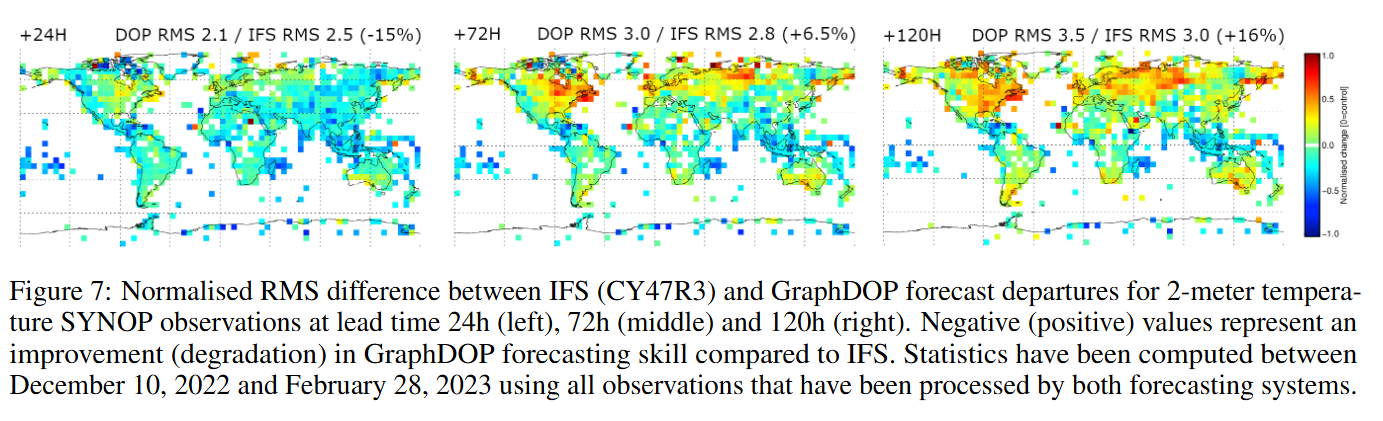 +24H DOP RMS 2.1 / IFS RMS 2.5 (-15%)
+72H DOP RMS 3.0 / IFS RMS 2.8 (+6.5%)
+120H DOP RMS 3.5 / IFS RMS 3.0 (+16%)
1.0
0.5
0.0
−0.5
−1.0
Normalised change [0=control]
Figure 7: Normalised RMS difference between IFS (CY47R3) and GraphDOP forecast departures for 2-meter tempera-
ture SYNOP observations at lead time 24h (left), 72h (middle) and 120h (right). Negative (positive) values represent an
improvement (degradation) in GraphDOP forecasting skill compared to IFS. Statistics have been computed between
December 10, 2022 and February 28, 2023 using all observations that have been processed by both forecasting systems.